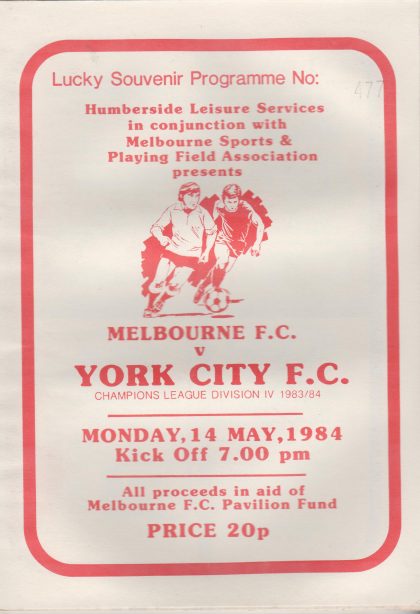 Lucky Souvenir Programme No:
477
Humberside Leisure Services
in conjunction with
Melbourne Sports &
Playing Field Association
presents
MELBOURNE F.C.
v
YORK CITY F.C.
CHAMPIONS LEAGUE DIVISION IV 1983/84
MONDAY, 14 MAY, 1984
Kick Off 7.00 pm
All proceeds in aid of
Melbourne F.C. Pavilion Fund
PRICE 20p